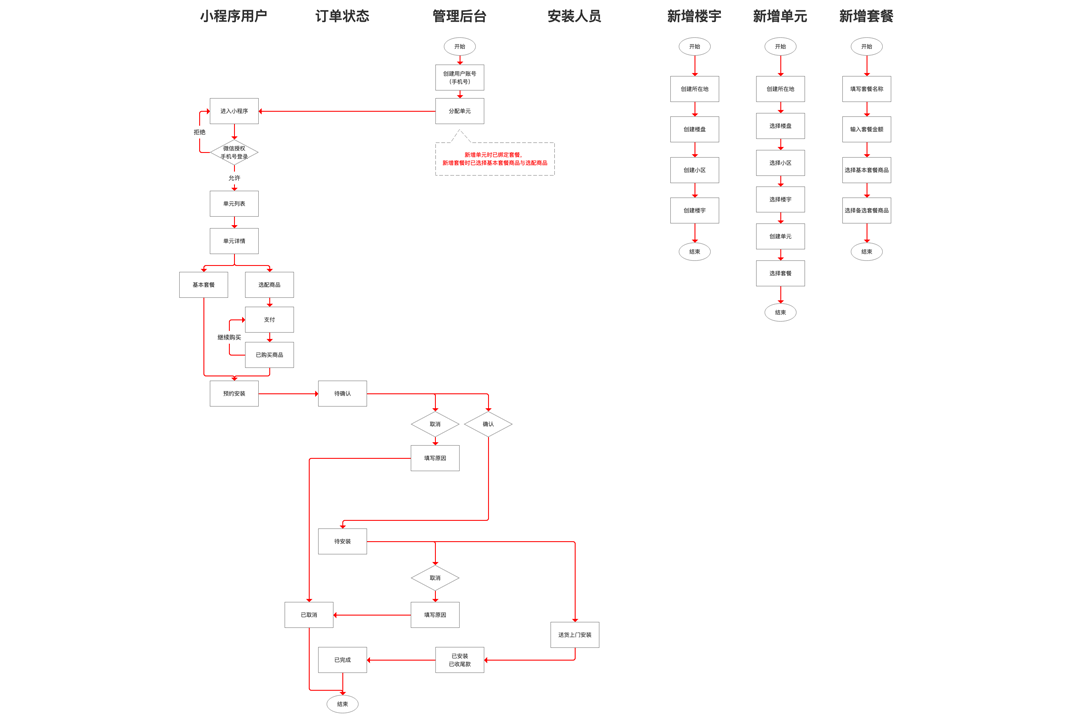 小程序用户
订单状态
管理后台
安装人员
新增楼宇
新增单元
新增套餐
开始
创建用户账号
（手机号）
分配单元
新增单元时已绑定套餐,
新增套餐时已选择基本套餐商品与选配商品
进入小程序
拒绝
微信授权
手机号登录
允许
单元列表
单元详情
基本套餐
选配商品
支付
继续购买
已购买商品
预约安装
待确认
取消
确认
填写原因
待安装
取消
填写原因
已取消
送货上门安装
已安装
已收尾款
已完成
结束
开始
创建所在地
创建楼盘
创建小区
创建楼宇
结束
开始
创建所在地
选择楼盘
选择小区
选择楼宇
创建单元
选择套餐
结束
开始
填写套餐名称
输入套餐金额
选择基本套餐商品
选择备选套餐商品
结束